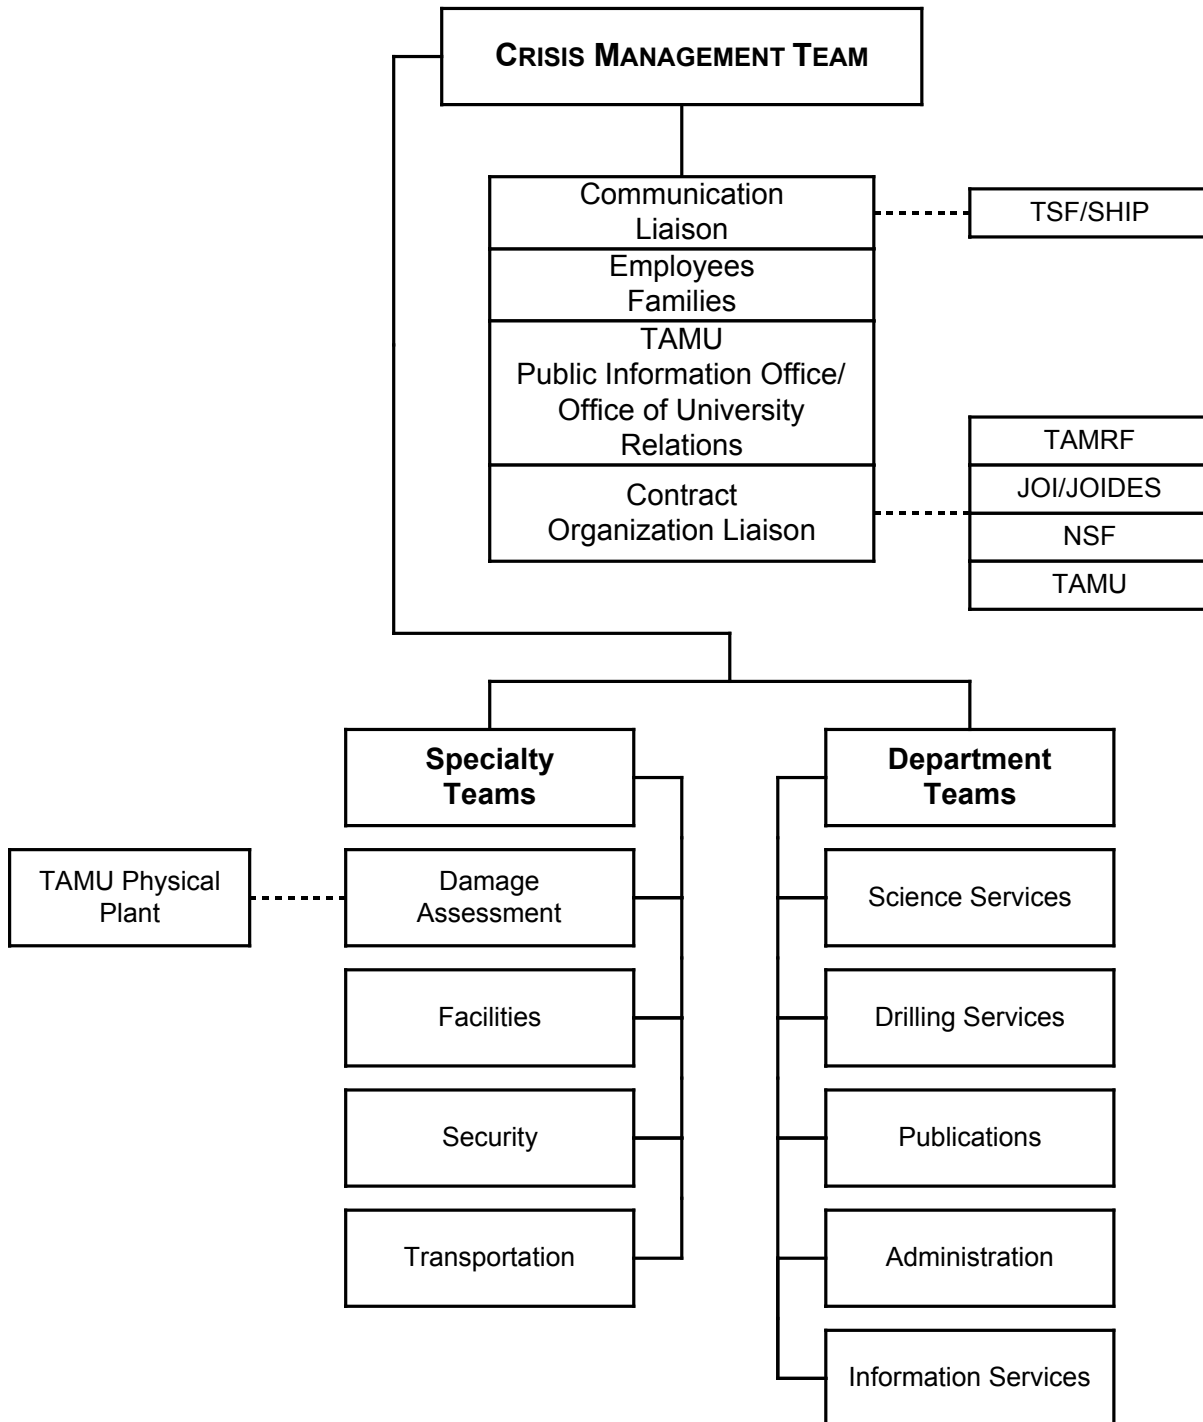 CRISIS MANAGEMENT TEAM
Communication
Liaison
TSF/SHIP
Employees
Families
TAMU
Public Information Office/
Office of University
Relations
Contract
Organization Liaison
TAMRF
JOI/JOIDES
NSF
TAMU
Specialty
Teams
TAMU Physical
Plant
Damage
Assessment
Facilities
Security
Transportation
Department
Teams
Science Services
Drilling Services
Publications
Administration
Information Services